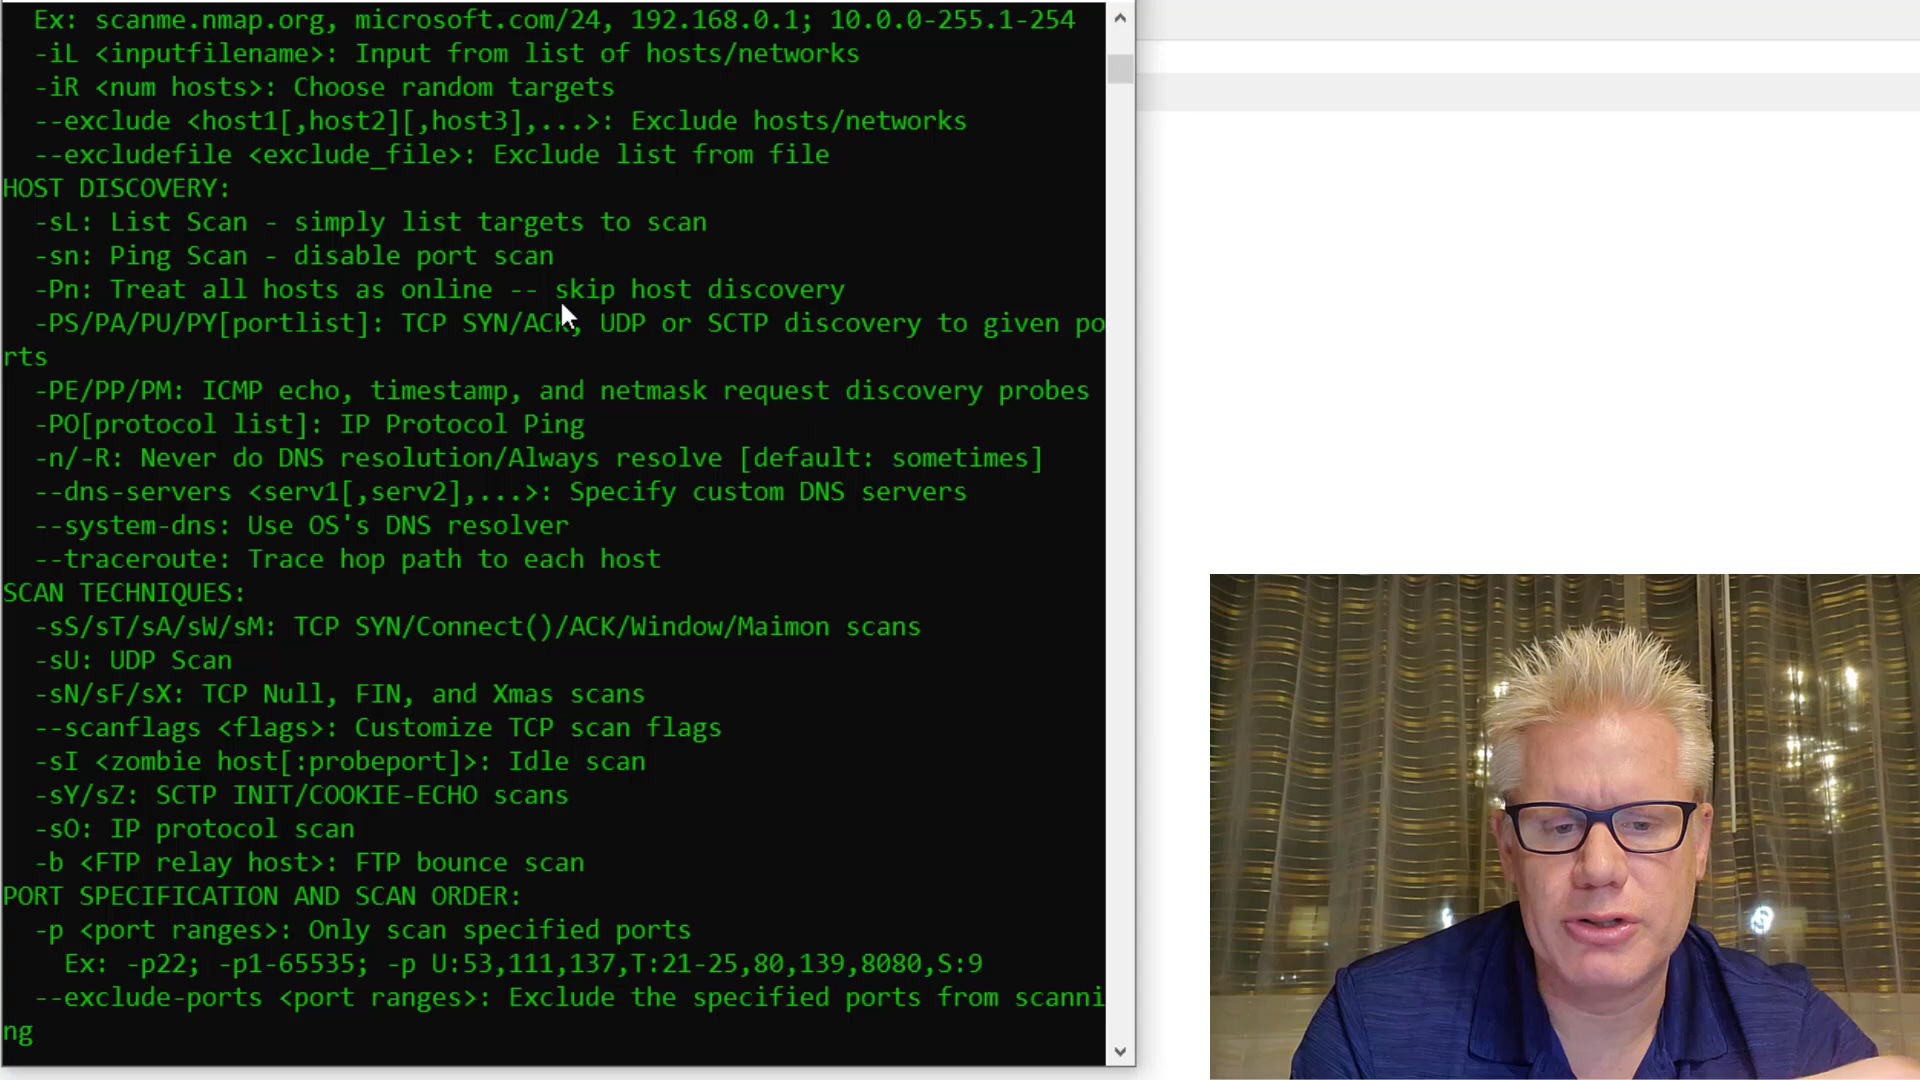 Ex: scanme.nmap.org, microsoft.com/24, 192.168.0.1; 10.0.0-255.1-254
-iL <inputfilename>: Input from list of hosts/networks
-iR <num hosts>: Choose random targets
--exclude <host1[,host2][,host3],...>: Exclude hosts/networks
--excludefile <exclude_file>: Exclude list from file
HOST DISCOVERY:
-sL: List Scan - simply list targets to scan
-sn: Ping Scan - disable port scan
-Pn: Treat all hosts as online -- skip host discovery
-PS/PA/PU/PY[portlist]: TCP SYN/ACK, UDP or SCTP discovery to given po
rts
-PE/PP/PM: ICMP echo, timestamp, and netmask request discovery probes
-PO[protocol list]: IP Protocol Ping
-n/-R: Never do DNS resolution/Always resolve [default: sometimes]
--dns-servers <serv1[,serv2],...>: Specify custom DNS servers
--system-dns: Use OS's DNS resolver
--traceroute: Trace hop path to each host
SCAN TECHNIQUES:
-sS/sT/sA/sW/sM: TCP SYN/Connect()/ACK/Window/Maimon scans
-sU: UDP Scan
-sN/sF/sX: TCP Null, FIN, and Xmas scans
--scanflags <flags>: Customize TCP scan flags
-sI <zombie host[:probeport]>: Idle scan
-sY/sZ: SCTP INIT/COOKIE-ECHO scans
-sO: IP protocol scan
-b <FTP relay host>: FTP bounce scan
PORT SPECIFICATION AND SCAN ORDER:
-p <port ranges>: Only scan specified ports
Ex: -p22; -p1-65535; -p U:53,111,137,T:21-25,80,139,8080,S:9
--exclude-ports <port ranges>: Exclude the specified ports from scanni
ng